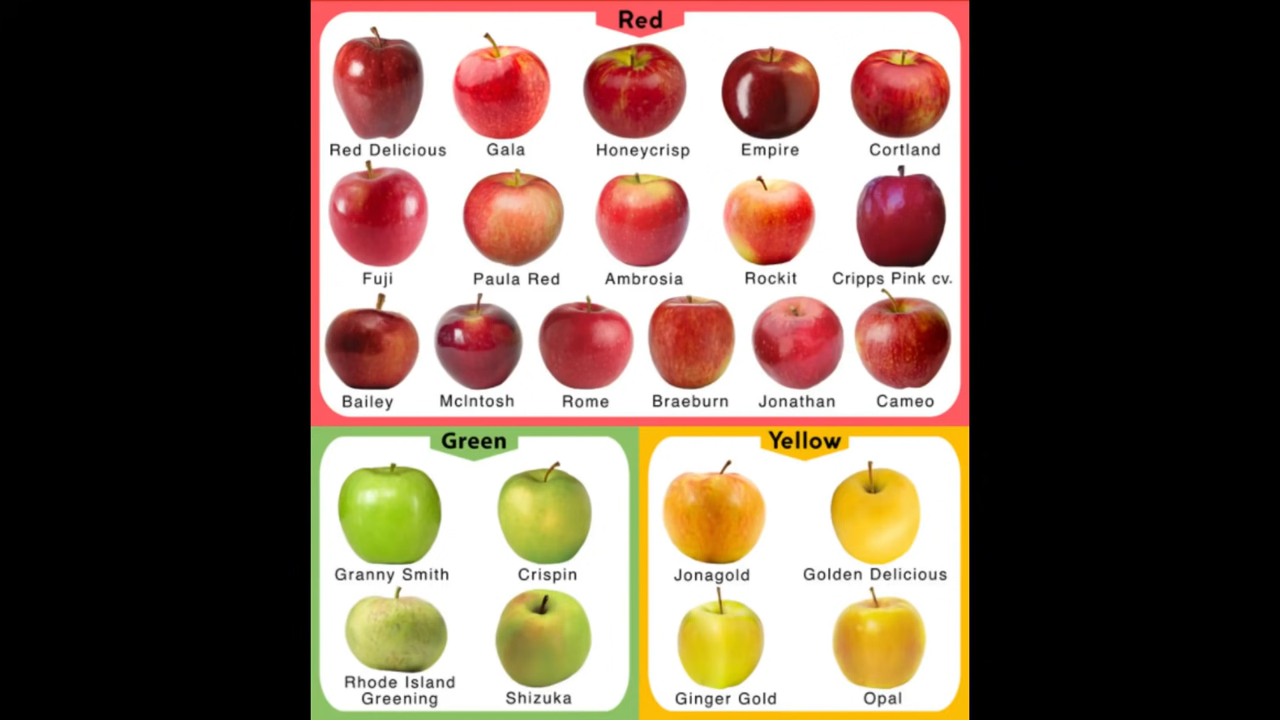 Red
Red Delicious Gala Honeycrisp Empire Cortland
Fuji Paula Red Ambrosia Rockit Cripps Pink cv.
Bailey McIntosh Rome Braeburn Jonathan Cameo
Green
Granny Smith Crispin
Rhode Island
Greening Shizuka
Yellow
Jonagold Golden Delicious
Ginger Gold Opal